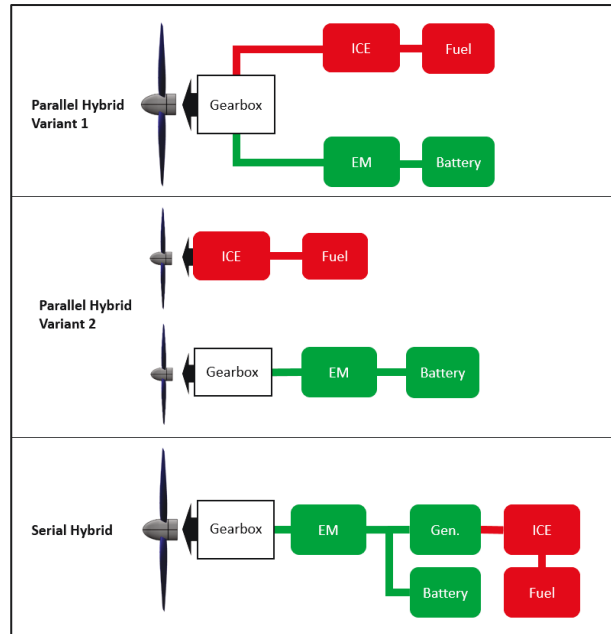 ICE
Fuel
Parallel Hybrid
Variant 1
Gearbox
EM
Battery
ICE
Fuel
Parallel Hybrid
Variant 2
Gearbox
EM
Battery
Serial Hybrid
Gearbox
EM
Gen.
ICE
Battery
Fuel